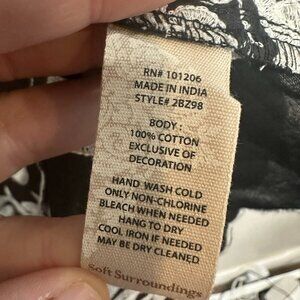 RN# 101206
MADE IN INDIA
STYLE# 2BZ98
BODY :
100% COTTON
EXCLUSIVE OF
DECORATION
HAND WASH COLD
ONLY NON-CHLORINE
BLEACH WHEN NEEDED
HANG TO DRY
COOL IRON IF NEEDED
MAY BE DRY CLEANED
Soft Surroundings